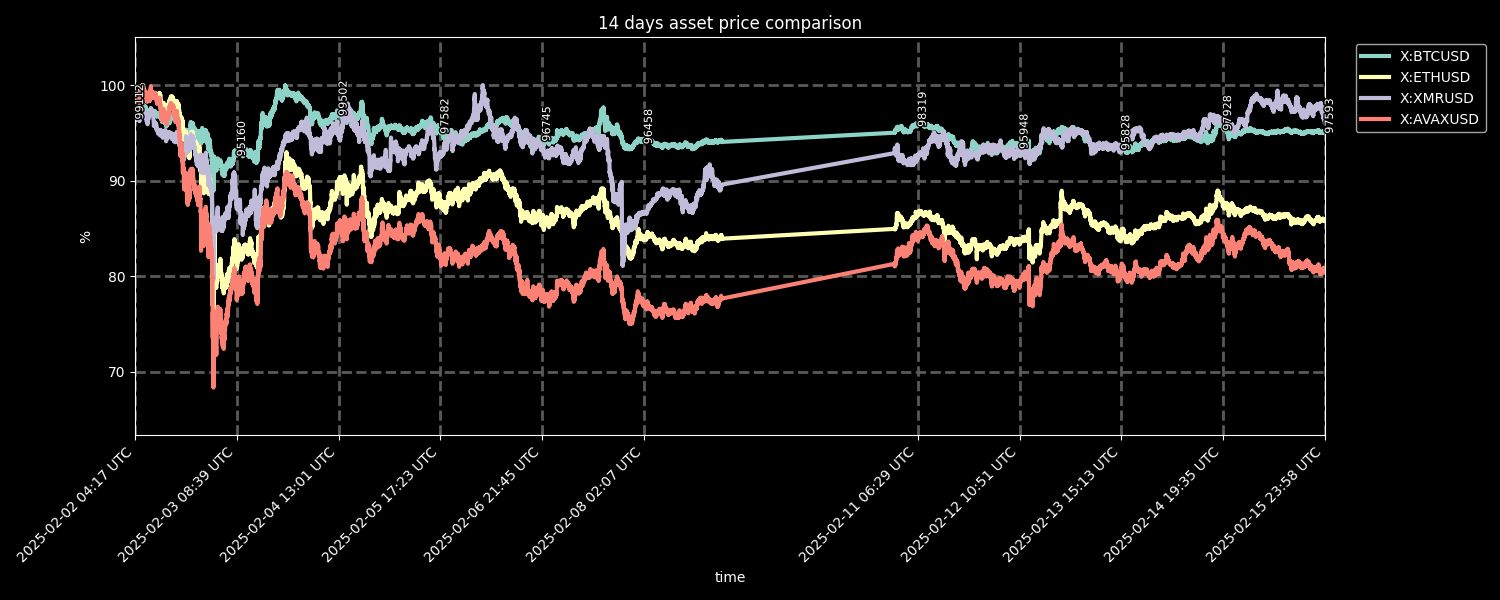 14 days asset price comparison
X:BTCUSD
X:ETHUSD
X:XMRUSD
X:AVAXUSD
100
90
80
70
%
99112
95160
99502
97582
96745
96458
98319
95948
95828
97928
97593
2025-02-02 04:17 UTC
2025-02-03 08:39 UTC
2025-02-04 13:01 UTC
2025-02-05 17:23 UTC
2025-02-06 21:45 UTC
2025-02-08 02:07 UTC
2025-02-11 06:29 UTC
2025-02-12 10:51 UTC
2025-02-13 15:13 UTC
2025-02-14 19:35 UTC
2025-02-15 23:58 UTC
time